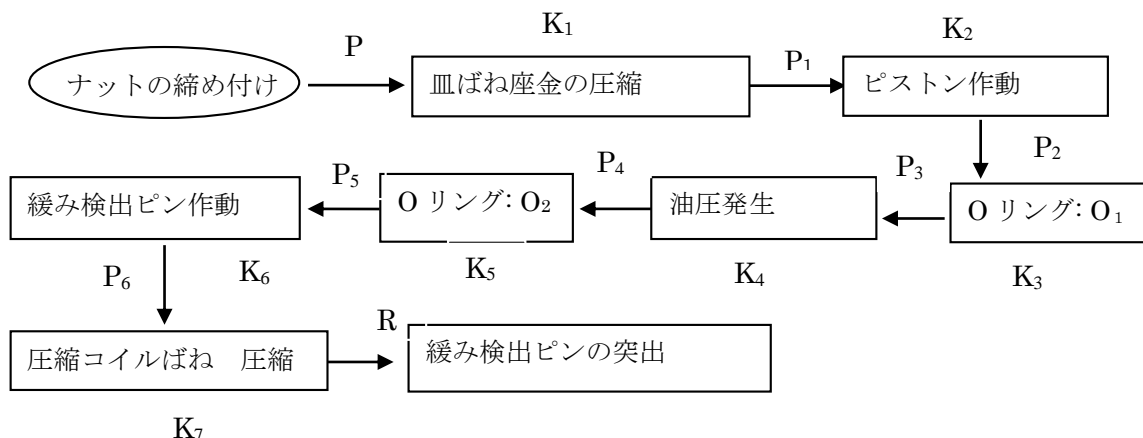 K₁
K₂
P
P₁
ナットの締め付け
皿ばね座金の圧縮
ピストン作動
P₂
P₃
P₄
P₅
緩み検出ピン作動
O リング: O₂
油圧発生
O リング: O₁
P₆
K₆
K₅
K₄
K₃
R
圧縮コイルばね　圧縮
緩み検出ピンの突出
K₇